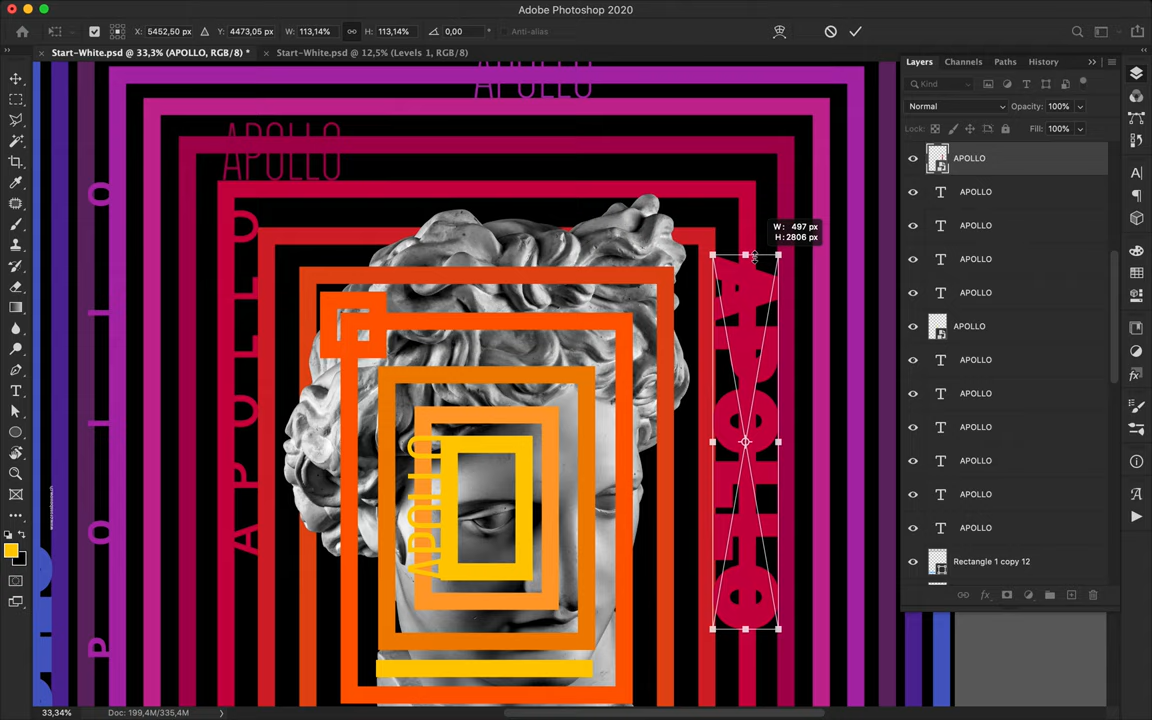 Adobe Photoshop 2020
X: 5452,50 px Y: 4473,05 px W: 113,14% H: 113,14% 0,00 ° Anti-alias
Start-White.psd @ 33,3% (APOLLO, RGB/8) *
Start-White.psd @ 12,5% (Levels 1, RGB/8)
Layers Channels Paths History
Kind
Normal Opacity: 100%
Lock: Fill: 100%
APOLLO
APOLLO
APOLLO
APOLLO
APOLLO
APOLLO
APOLLO
APOLLO
APOLLO
APOLLO
APOLLO
APOLLO
Rectangle 1 copy 12
APOLLO
APOLLO
APOLLO
APOLLO
APOLLO
W: 497 px
H: 2806 px
33,34% Doc: 199,4M/335,4M